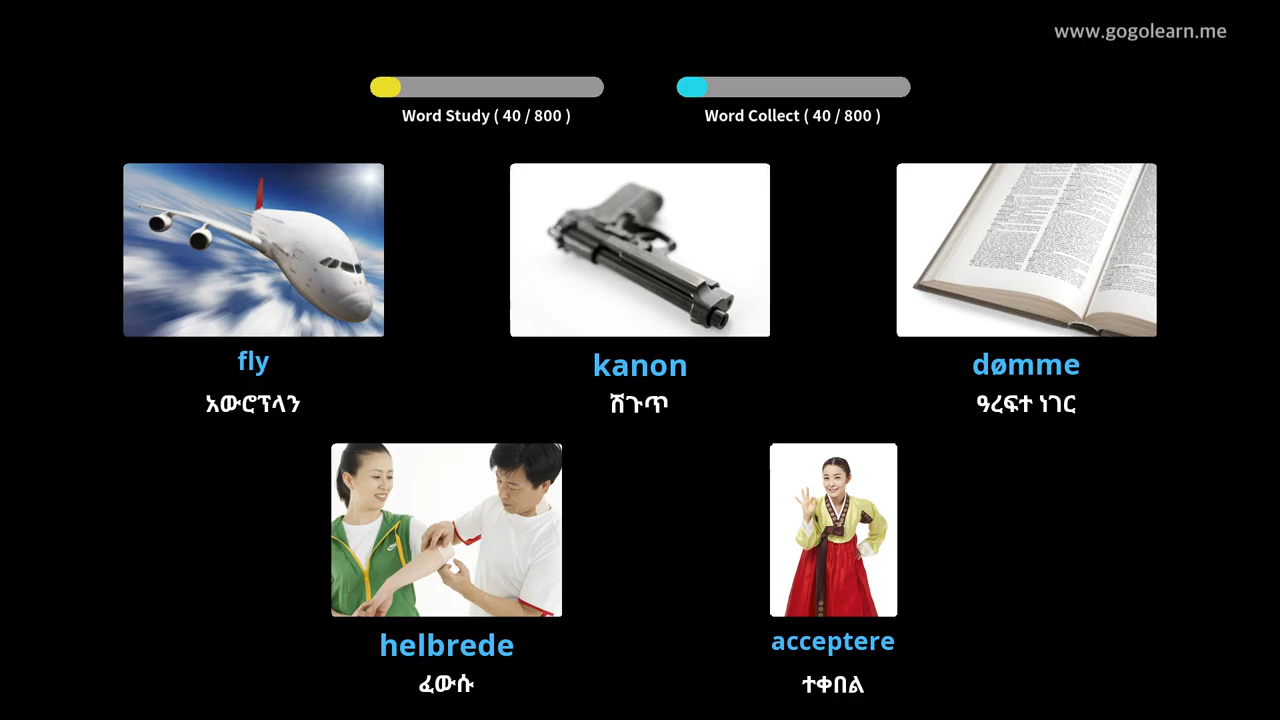 www.gogolearn.me
Word Study ( 40 / 800 )
Word Collect ( 40 / 800 )
fly
አውሮፕላን
kanon
ሽጉጥ
dømme
ዓረፍተ ነገር
helbrede
ፈውሱ
acceptere
ተቀበል